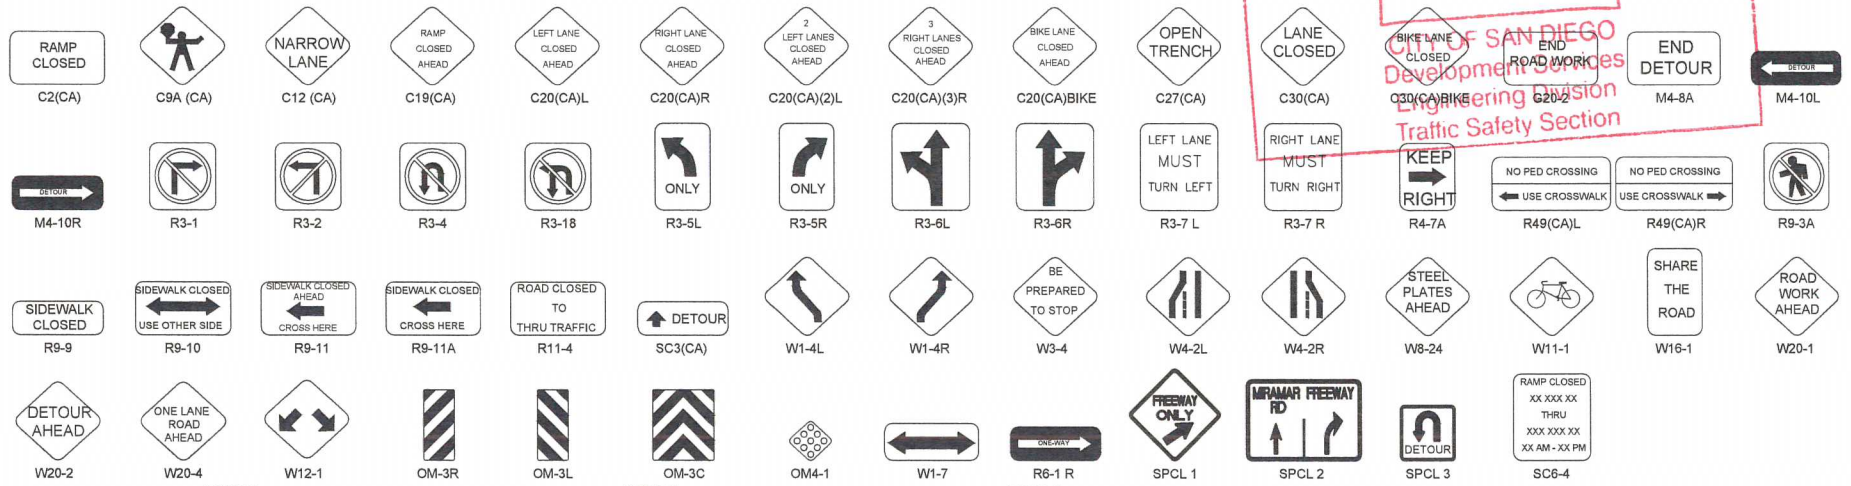 RAMP
CLOSED
C2(CA)
C9A (CA)
NARROW
LANE
C12 (CA)
RAMP
CLOSED
AHEAD
C19 (CA)
LEFT LANE
CLOSED
AHEAD
C20(CA)L
RIGHT LANE
CLOSED
AHEAD
C20(CA)R
2
LEFT LANES
CLOSED
AHEAD
C20(CA)(2)L
3
RIGHT LANES
CLOSED
AHEAD
C20(CA)(3)R
BIKE LANE
CLOSED
AHEAD
C20(CA)BIKE
OPEN
TRENCH
C27(CA)
LANE
CLOSED
C30(CA)
BIKE LANE
CLOSED
C30(CA)BIKE
END
ROAD WORK
G20-2
END
DETOUR
M4-8A
DETOUR
M4-10L
CITY OF SAN DIEGO
Development Services
Engineering Division
Traffic Safety Section
DETOUR
M4-10R
R3-1
R3-2
R3-4
R3-18
ONLY
R3-5L
ONLY
R3-5R
R3-6L
R3-6R
LEFT LANE
MUST
TURN LEFT
R3-7 L
RIGHT LANE
MUST
TURN RIGHT
R3-7 R
KEEP
RIGHT
R4-7A
NO PED CROSSING
USE CROSSWALK
R49(CA)L
NO PED CROSSING
USE CROSSWALK
R49(CA)R
R9-3A
SIDEWALK
CLOSED
R9-9
SIDEWALK CLOSED
USE OTHER SIDE
R9-10
SIDEWALK CLOSED
AHEAD
CROSS HERE
R9-11
SIDEWALK CLOSED
CROSS HERE
R9-11A
ROAD CLOSED
TO
THRU TRAFFIC
R11-4
DETOUR
SC3(CA)
W1-4L
W1-4R
BE
PREPARED
TO STOP
W3-4
W4-2L
W4-2R
STEEL
PLATES
AHEAD
W8-24
W11-1
SHARE
THE
ROAD
W16-1
ROAD
WORK
AHEAD
W20-1
DETOUR
AHEAD
W20-2
ONE LANE
ROAD
AHEAD
W20-4
W12-1
OM-3R
OM-3L
OM-3C
OM4-1
W1-7
ONE-WAY
R6-1 R
FREEWAY
ONLY
SPCL 1
MIRAMAR FREEWAY
RD
SPCL 2
DETOUR
SPCL 3
RAMP CLOSED
XX XXX XX
THRU
XXX XXX XX
XX AM - XX PM
SC6-4